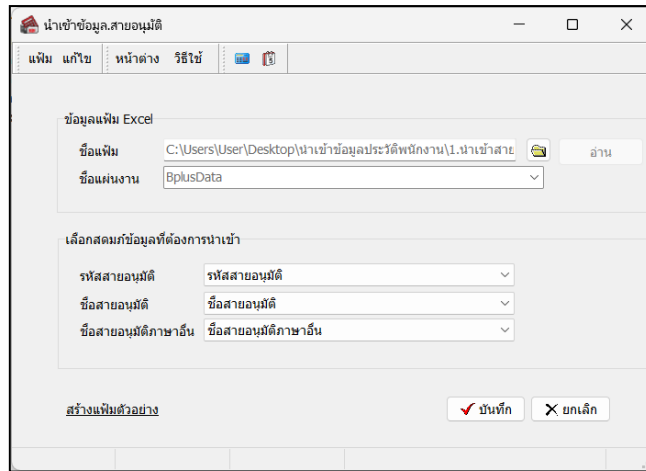 นำเข้าข้อมูล.สายอนุมัติ
แฟ้ม แก้ไข หน้าต่าง วิธีใช้
ข้อมูลแฟ้ม Excel
ชื่อแฟ้ม C:\Users\User\Desktop\นำเข้าข้อมูลประวัติพนักงาน\1.นำเข้าสาย อ่าน
ชื่อแผ่นงาน BplusData
เลือกสดมภ์ข้อมูลที่ต้องการนำเข้า
รหัสสายอนุมัติ รหัสสายอนุมัติ
ชื่อสายอนุมัติ ชื่อสายอนุมัติ
ชื่อสายอนุมัติภาษาอื่น ชื่อสายอนุมัติภาษาอื่น
สร้างแฟ้มตัวอย่าง บันทึก ยกเลิก